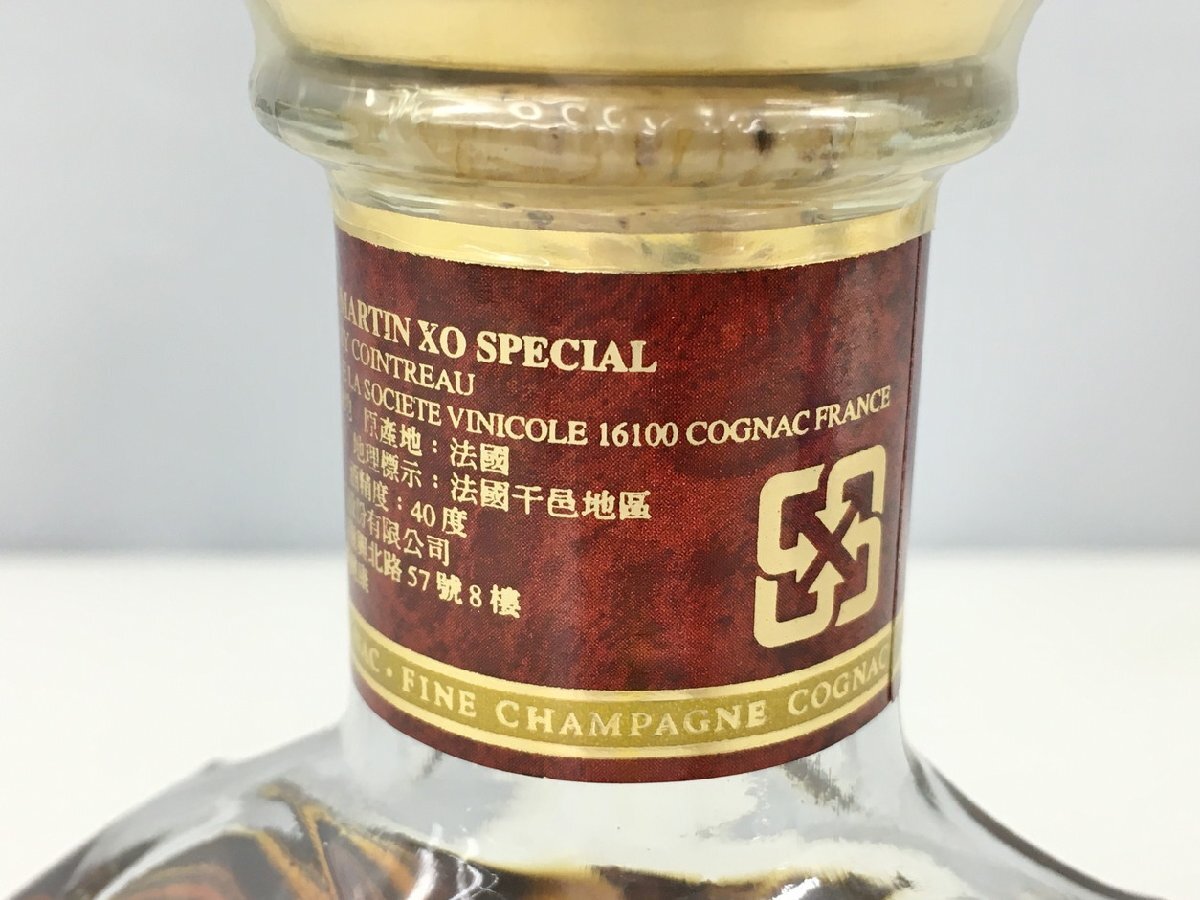 MARTIN XO SPECIAL
COINTREAU
LA SOCIETE VINICOLE 16100 COGNAC FRANCE
原產地：法國
地理標示：法國干邑地區
酒精度：40度
份有限公司
北路57號8樓
• FINE CHAMPAGNE COGNAC